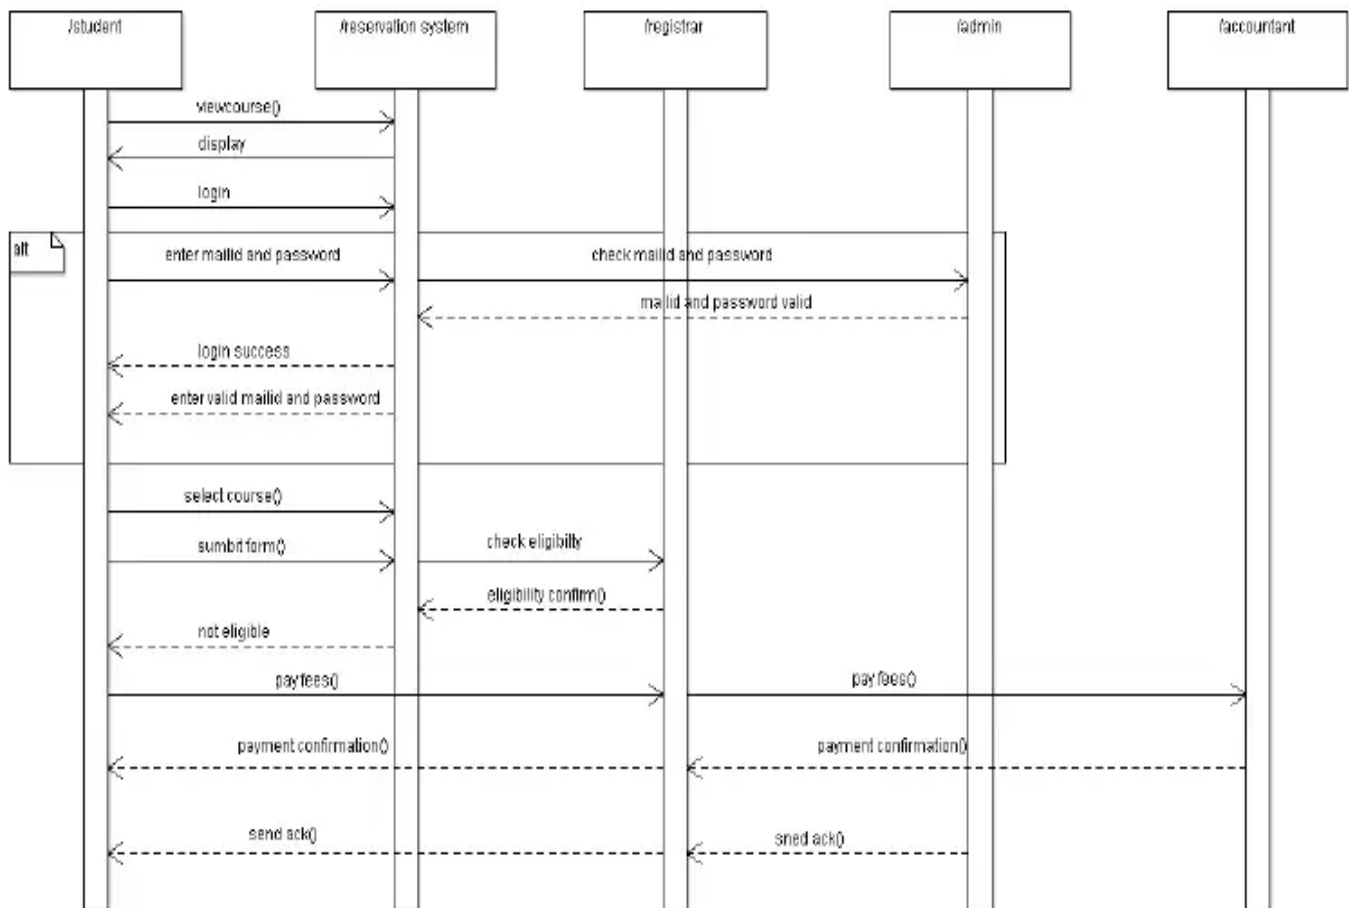 /student
/reservation system
/registrar
/admin
/accountant
viewcourse()
display
login
alt
enter mailid and password
check mailid and password
mailid and password valid
login success
enter valid mailid and password
select course()
sumbit form()
check eligibilty
eligibility confirm()
not eligible
pay fees()
pay fees()
payment confirmation()
payment confirmation()
send ack()
sned ack()